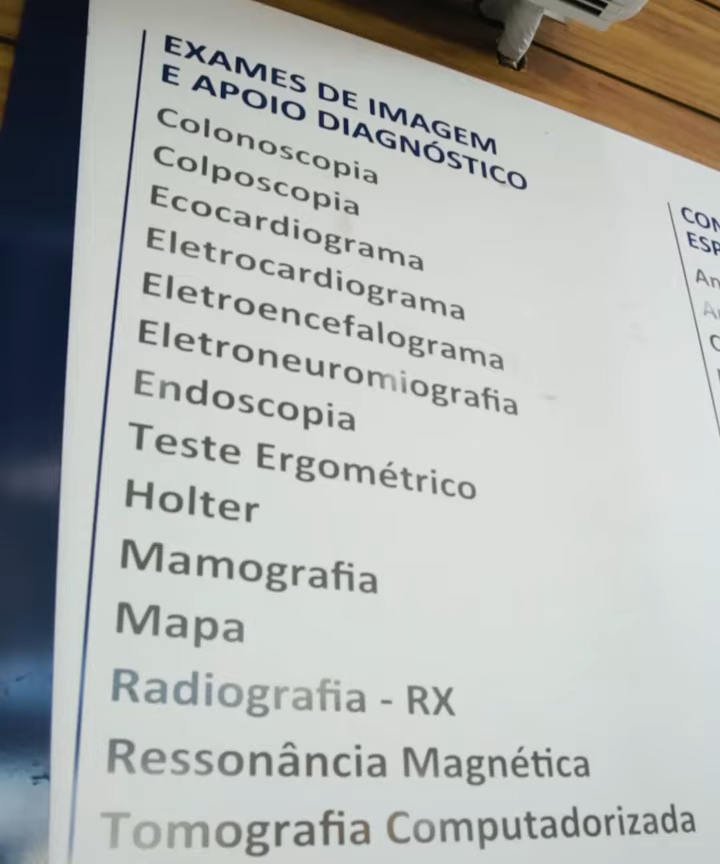 EXAMES DE IMAGEM
E APOIO DIAGNÓSTICO
Colonoscopia
Colposcopia
Ecocardiograma
Eletrocardiograma
Eletroencefalograma
Eletroneuromiografia
Endoscopia
Teste Ergométrico
Holter
Mamografia
Mapa
Radiografia - RX
Ressonância Magnética
Tomografia Computadorizada